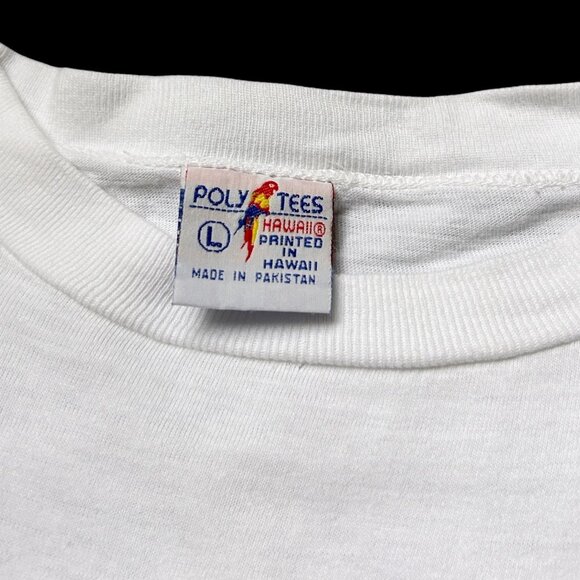 POLY TEES
L HAWAII®
PRINTED
IN
HAWAII
MADE IN PAKISTAN